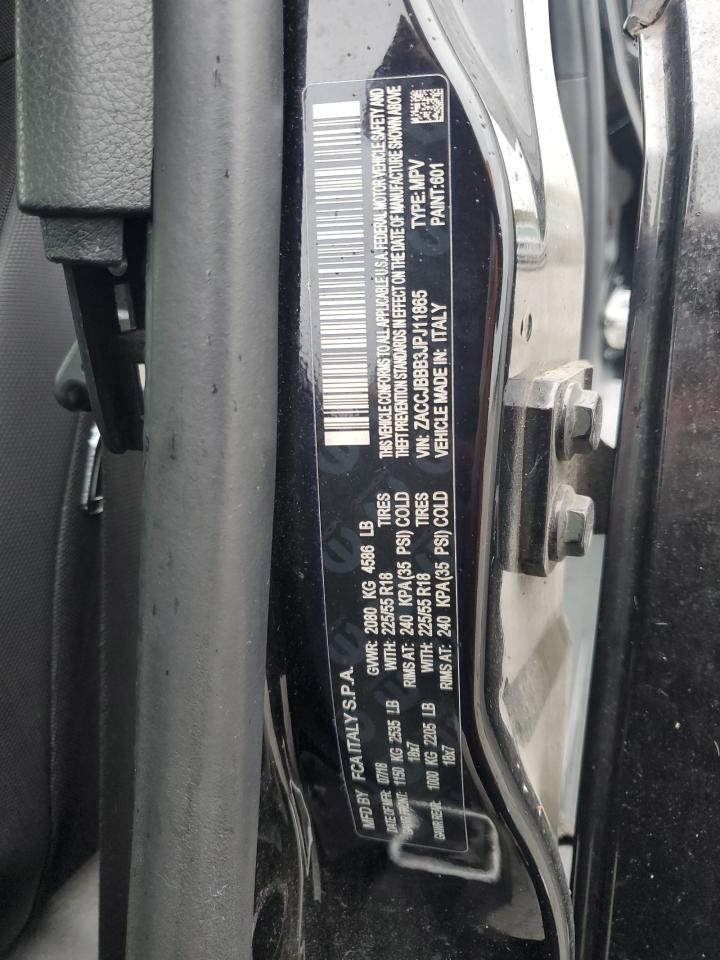 MFD BY FCA ITALY S.P.A.
DATE OF MFR: 07/18 GVWR: 2080 KG 4586 LB
GAWR FRONT: 1150 KG 2535 LB WITH: 225/55 R18 TIRES
18x7 RIMS AT: 240 KPA(35 PSI) COLD
GAWR REAR: 1000 KG 2205 LB WITH: 225/55 R18 TIRES
18x7 RIMS AT: 240 KPA(35 PSI) COLD
THIS VEHICLE CONFORMS TO ALL APPLICABLE U.S.A. FEDERAL MOTOR VEHICLE SAFETY AND
THEFT PREVENTION STANDARDS IN EFFECT ON THE DATE OF MANUFACTURE SHOWN ABOVE
VIN: ZACCJBBB3JPJ11865 TYPE: MPV
VEHICLE MADE IN: ITALY PAINT: 601